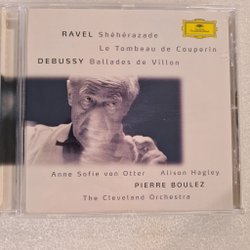 RAVEL Shéhérazade
Le Tombeau de Couperin
DEBUSSY Ballades de Villon
Anne Sofie von Otter Alison Hagley
PIERRE BOULEZ
The Cleveland Orchestra